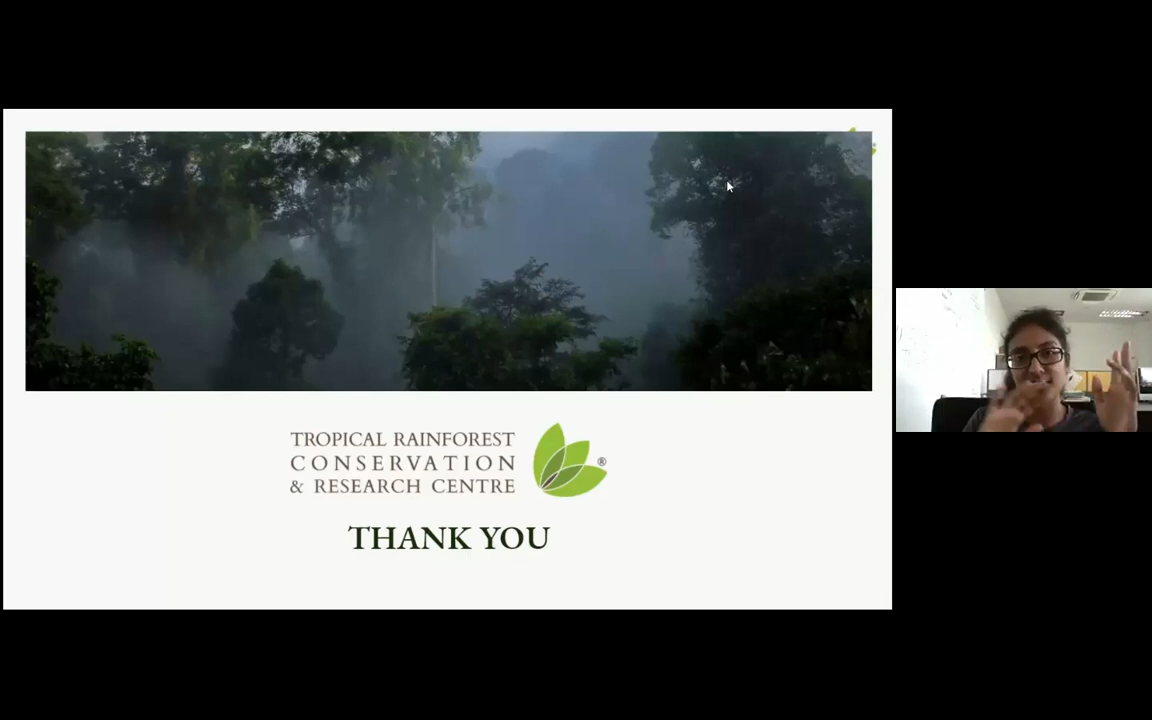 TROPICAL RAINFOREST
CONSERVATION
& RESEARCH CENTRE
®
THANK YOU